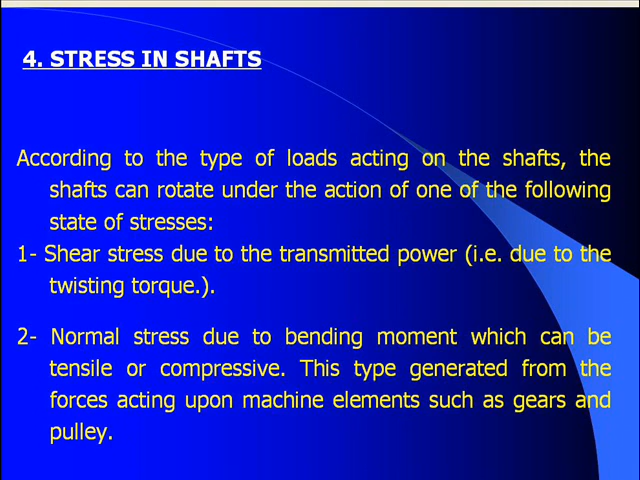 4. STRESS IN SHAFTS
According to the type of loads acting on the shafts, the
shafts can rotate under the action of one of the following
state of stresses:
1- Shear stress due to the transmitted power (i.e. due to the
twisting torque.).
2- Normal stress due to bending moment which can be
tensile or compressive. This type generated from the
forces acting upon machine elements such as gears and
pulley.